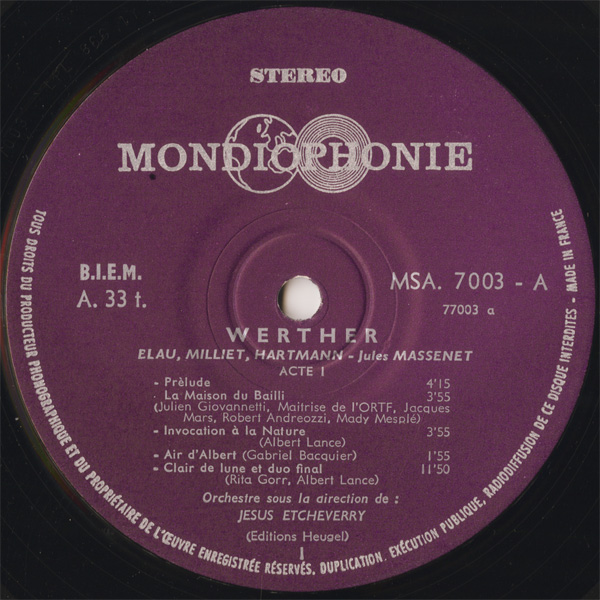 STEREO
MONDIOPHONIE
B.I.E.M.
A. 33 t.
MSA. 7003 - A
77003 a
WERTHER
ELAU, MILLIET, HARTMANN - Jules MASSENET
ACTE I
- Prèlude 4'15
. La Maison du Bailli 3'55
(Julien Giovannetti, Maitrise de l'ORTF, Jacques
Mars, Robert Andreozzi, Mady Mesplé)
- Invocation à la Nature 3'55
(Albert Lance)
- Air d'Albert (Gabriel Bacquier) 1'55
- Clair de lune et duo final 11'50
(Rita Gorr, Albert Lance)
Orchestre sous la direction de :
JESUS ETCHEVERRY
(Editions Heugel)
1
TOUS DROITS DU PRODUCTEUR PHONOGRAPHIQUE ET DU PROPRIÉTAIRE DE L'ŒUVRE ENREGISTRÉE RÉSERVÉS. DUPLICATION. EXÉCUTION PUBLIQUE, RADIODIFFUSION DE CE DISQUE INTERDITES - MADE IN FRANCE